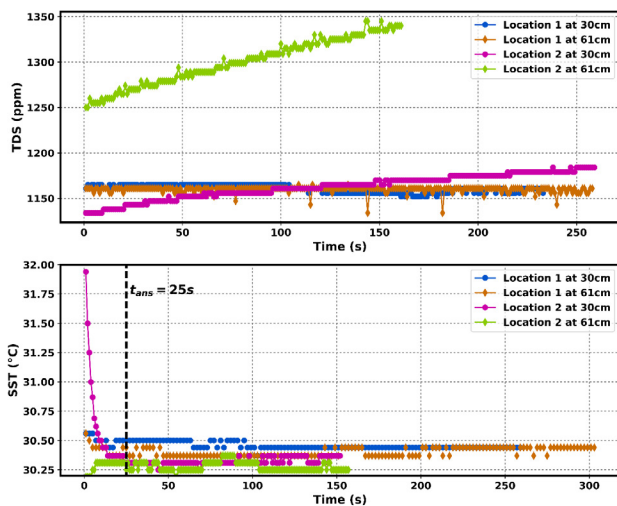 1350
1300
1250
1200
1150
TDS (ppm)
Location 1 at 30cm
Location 1 at 61cm
Location 2 at 30cm
Location 2 at 61cm
0 50 100 150 200 250
Time (s)
32.00
31.75
31.50
31.25
31.00
30.75
30.50
30.25
SST (°C)
t_ans = 25s
Location 1 at 30cm
Location 1 at 61cm
Location 2 at 30cm
Location 2 at 61cm
0 50 100 150 200 250 300
Time (s)